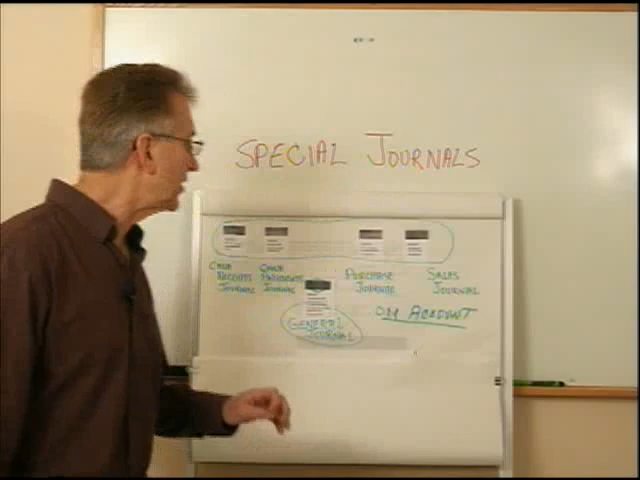 SPECIAL JOURNALS
CASH RECEIPTS JOURNAL
CASH PAYMENTS JOURNAL
PURCHASE JOURNAL
SALES JOURNAL
GENERAL JOURNAL
ON ACCOUNT